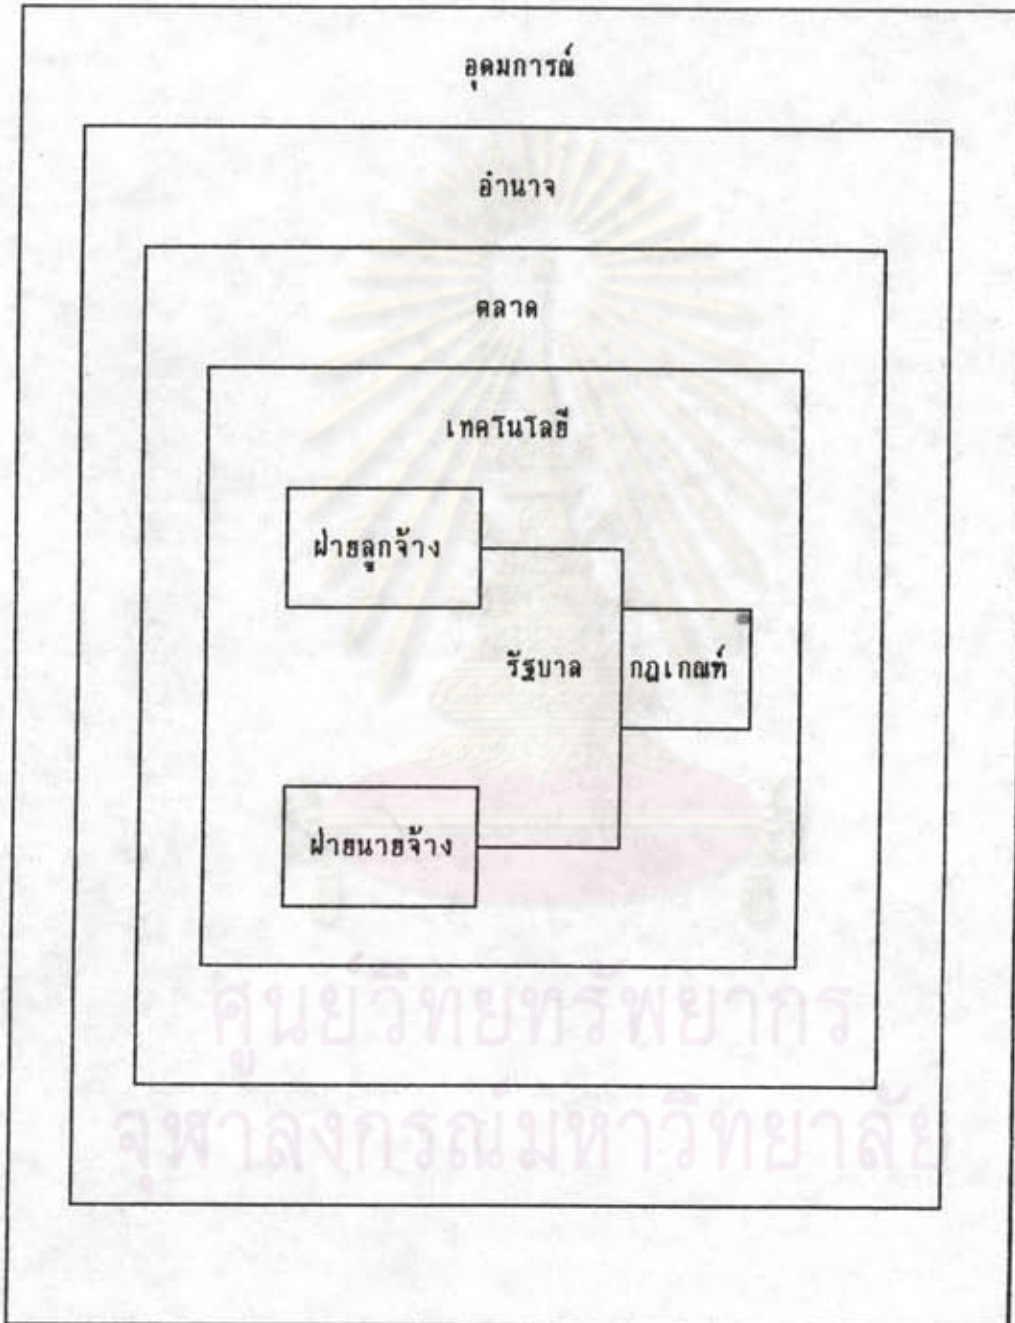 อุดมการณ์
อำนาจ
ตลาด
เทคโนโลยี
ฝ่ายลูกจ้าง
รัฐบาล กฎเกณฑ์
ฝ่ายนายจ้าง
ศูนย์วิทยทรัพยากร
จุฬาลงกรณ์มหาวิทยาลัย